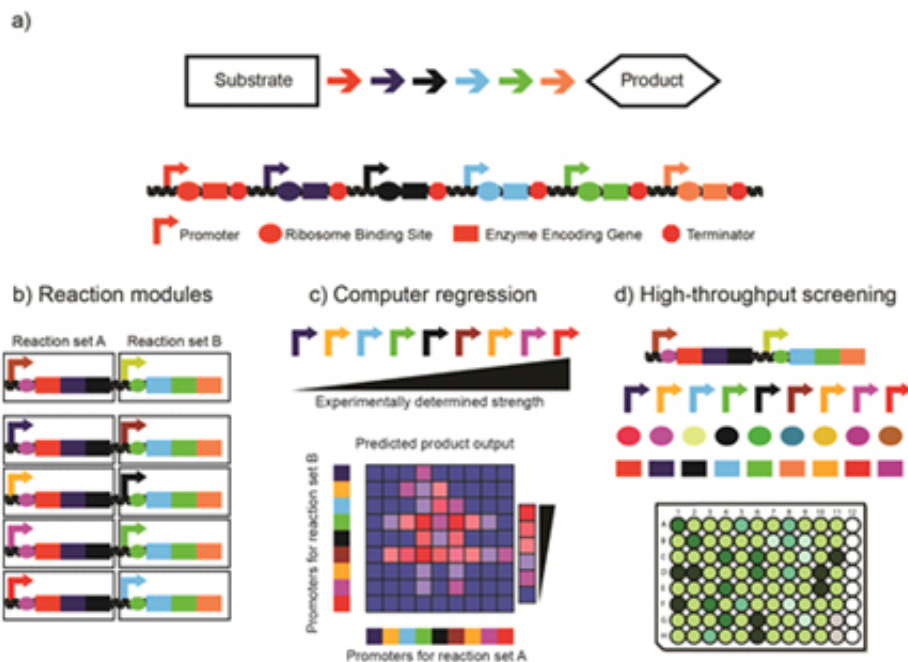 a)
Substrate
Product
Promoter
Ribosome Binding Site
Enzyme Encoding Gene
Terminator
b) Reaction modules
Reaction set A
Reaction set B
c) Computer regression
Experimentally determined strength
Predicted product output
Promoters for reaction set B
Promoters for reaction set A
d) High-throughput screening
1 2 3 4 5 6 7 8 9 10 11 12
A
B
C
D
E
F
G
H